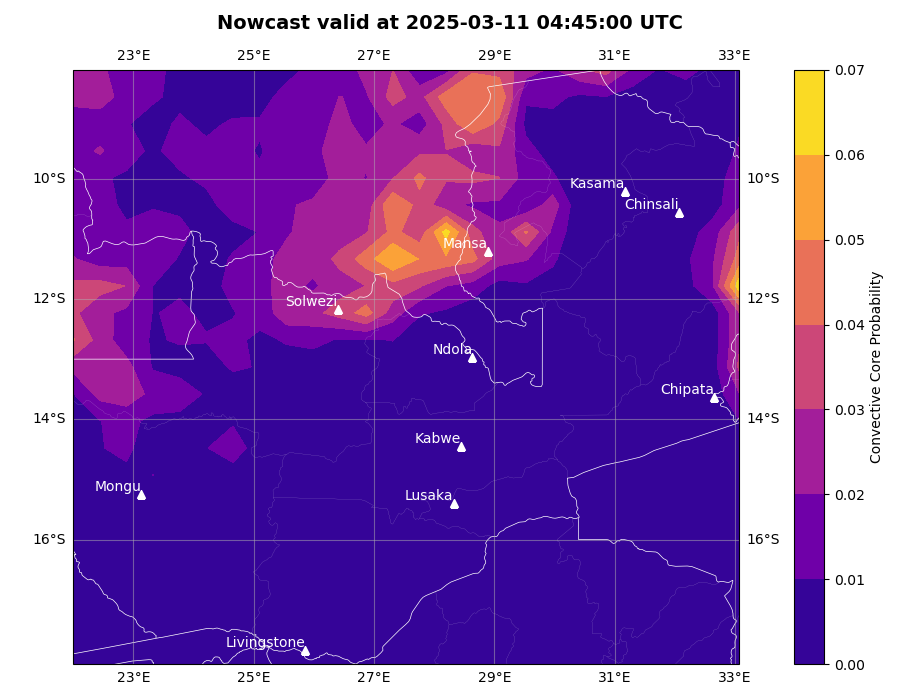 Nowcast valid at 2025-03-11 04:45:00 UTC
23°E 25°E 27°E 29°E 31°E 33°E
0.07
0.06
0.05
0.04
0.03
0.02
0.01
0.00
Convective Core Probability
10°S 10°S
12°S 12°S
14°S 14°S
16°S 16°S
Kasama
Chinsali
Mansa
Solwezi
Ndola
Chipata
Kabwe
Mongu
Lusaka
Livingstone
23°E 25°E 27°E 29°E 31°E 33°E